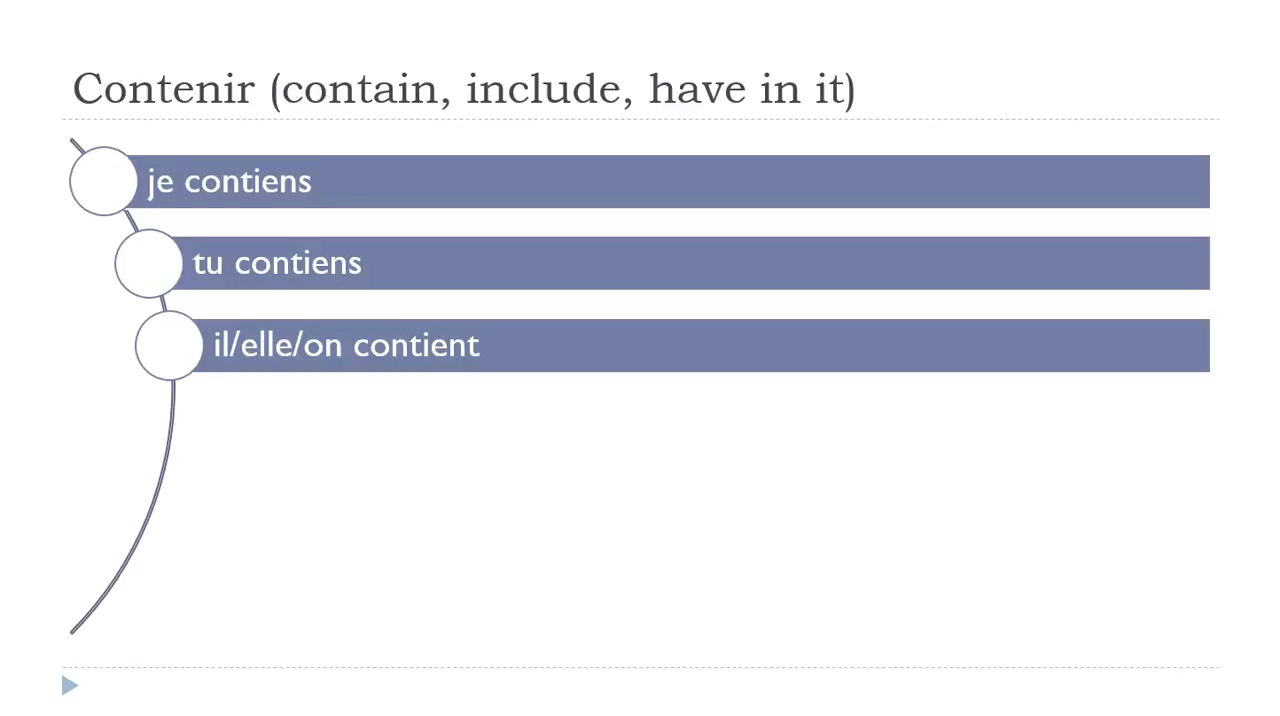 Contenir (contain, include, have in it)
je contiens
tu contiens
il/elle/on contient